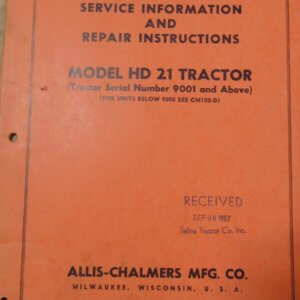 SERVICE INFORMATION
AND
REPAIR INSTRUCTIONS
MODEL HD 21 TRACTOR
(Tractor Serial Number 9001 and Above)
(FOR UNITS BELOW 9000 SEE CM100-D)
RECEIVED
SEP 09 1957
Salina Tractor Co. Inc.
ALLIS-CHALMERS MFG. CO.
MILWAUKEE, WISCONSIN, U. S. A.